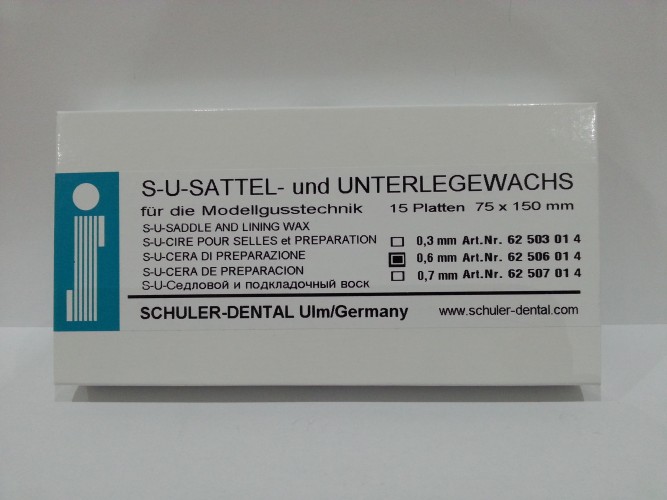 S-U-SATTEL- und UNTERLEGEWACHS
für die Modellgusstechnik 15 Platten 75 x 150 mm
S-U-SADDLE AND LINING WAX
S-U-CIRE POUR SELLES et PREPARATION 0,3 mm Art.Nr. 62 503 01 4
S-U-CERA DI PREPARAZIONE 0,6 mm Art.Nr. 62 506 01 4
S-U-CERA DE PREPARACION 0,7 mm Art.Nr. 62 507 01 4
S-U-Седловой и подкладочный воск
SCHULER-DENTAL Ulm/Germany www.schuler-dental.com